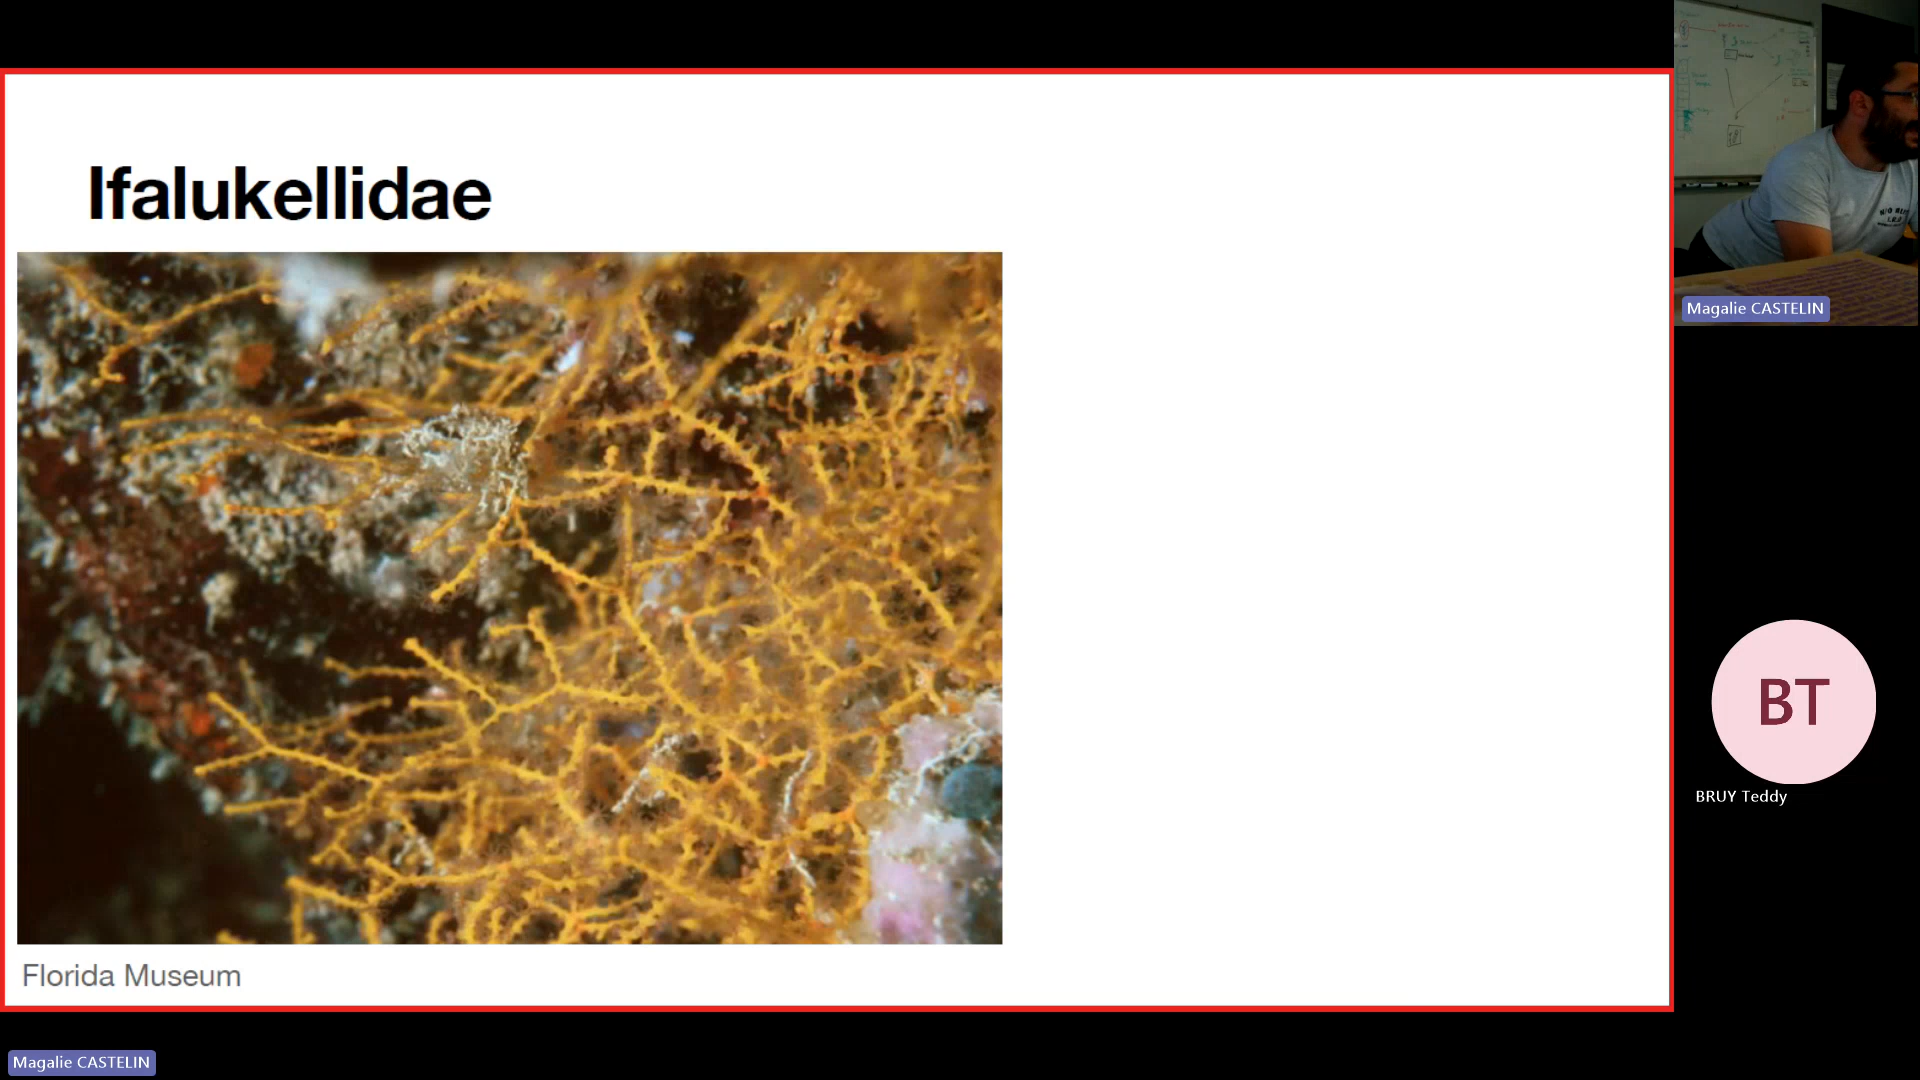 Ifalukellidae
Florida Museum
Magalie CASTELIN
BT
BRUY Teddy
Magalie CASTELIN